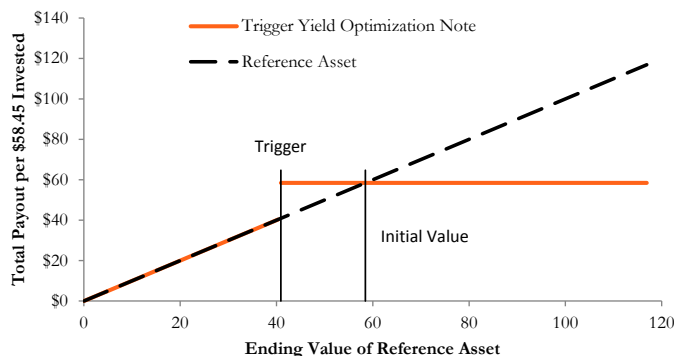 Trigger Yield Optimization Note
Reference Asset
$140
$120
$100
$80
$60
$40
$20
$0
Total Payout per $58.45 Invested
Trigger
Initial Value
0
20
40
60
80
100
120
Ending Value of Reference Asset